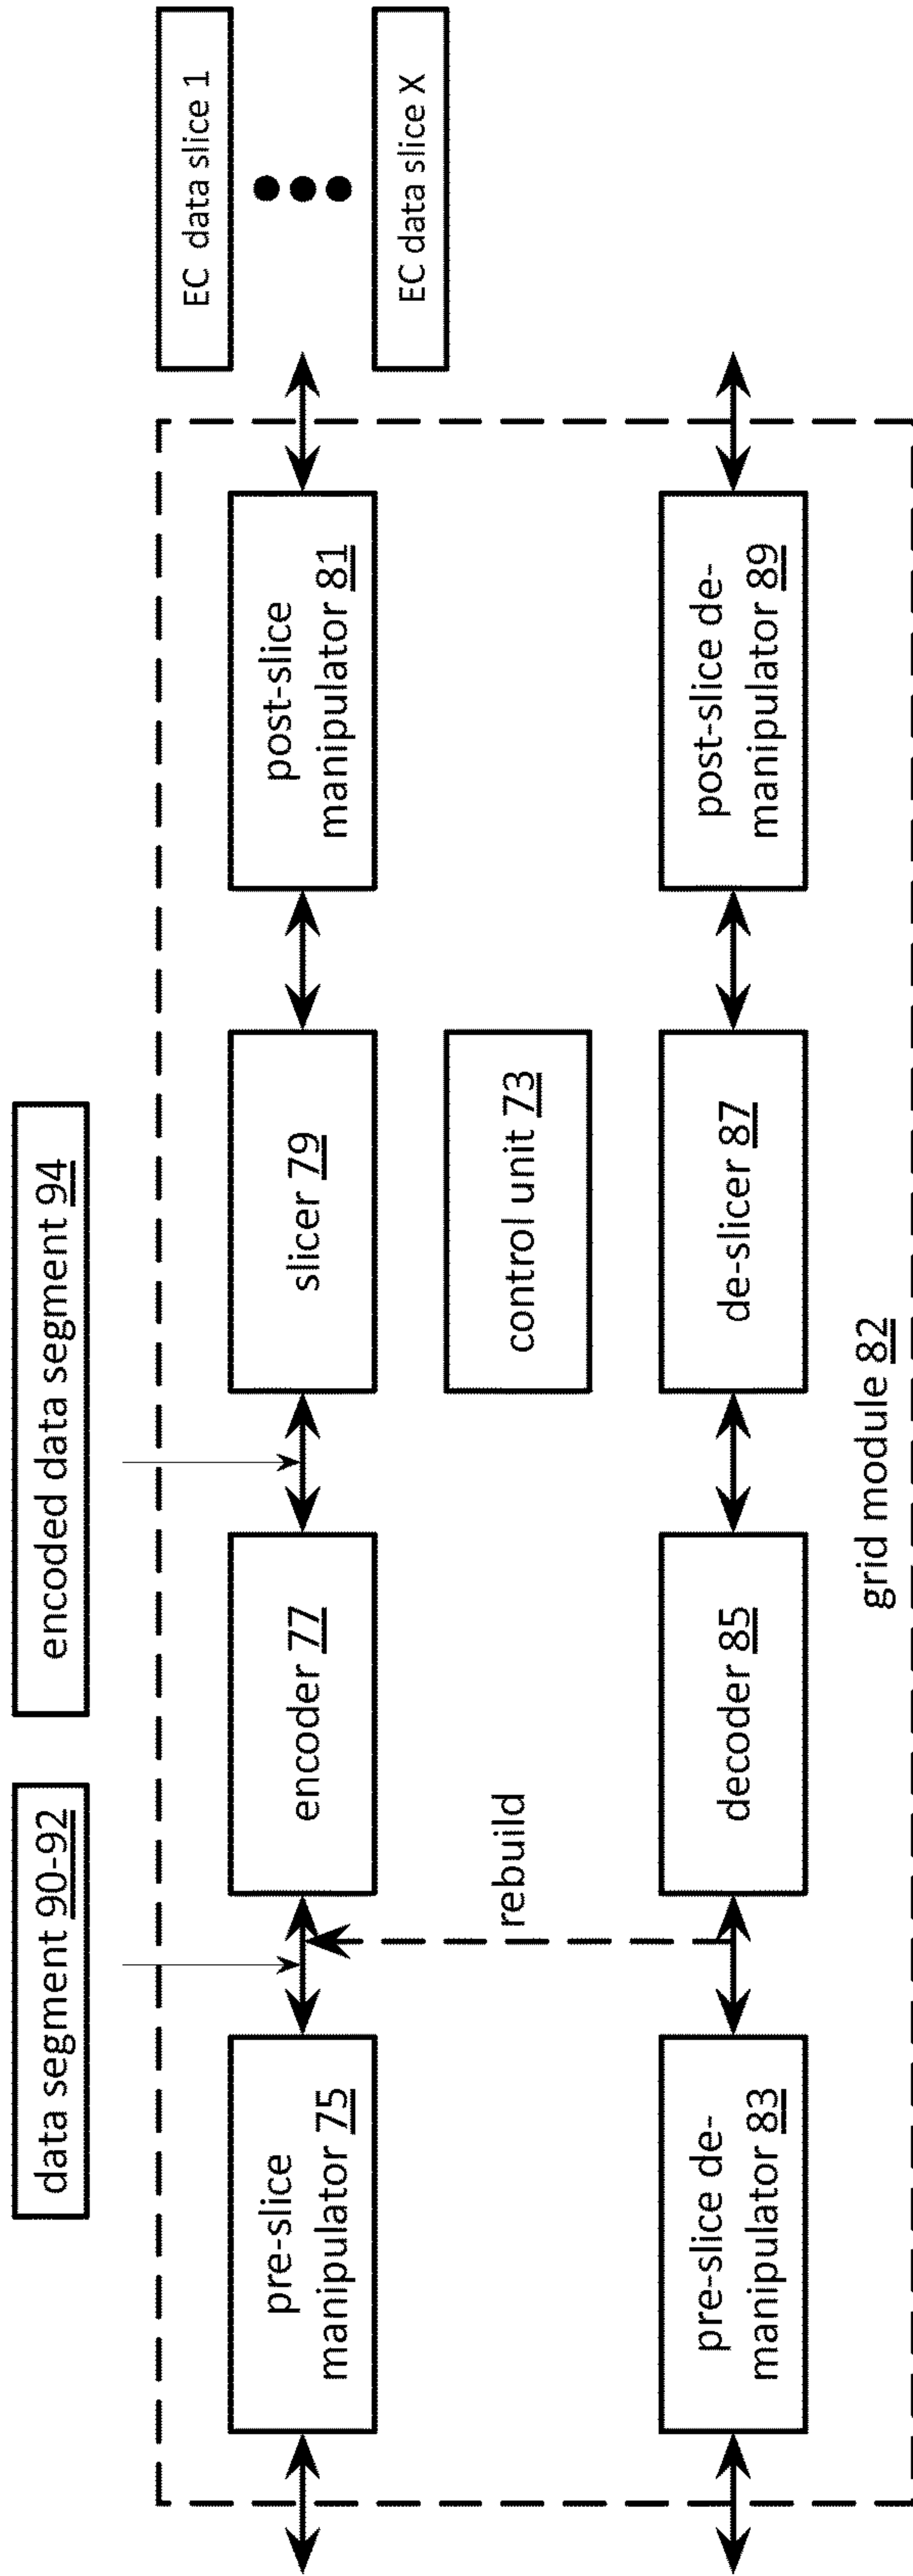 data segment 90-92
encoded data segment 94
EC data slice 1
EC data slice X
pre-slice
manipulator 75
encoder 77
slicer 79
post-slice
manipulator 81
rebuild
control unit 73
pre-slice de-
manipulator 83
decoder 85
de-slicer 87
post-slice de-
manipulator 89
grid module 82